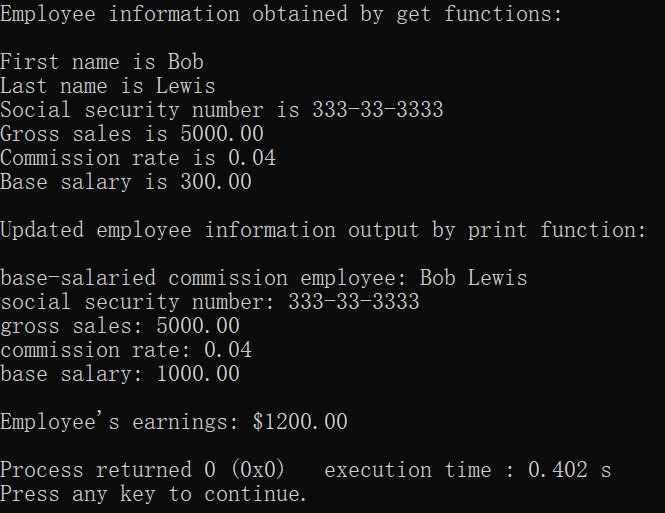 Employee information obtained by get functions:
First name is Bob
Last name is Lewis
Social security number is 333-33-3333
Gross sales is 5000.00
Commission rate is 0.04
Base salary is 300.00
Updated employee information output by print function:
base-salaried commission employee: Bob Lewis
social security number: 333-33-3333
gross sales: 5000.00
commission rate: 0.04
base salary: 1000.00
Employee's earnings: $1200.00
Process returned 0 (0x0)   execution time : 0.402 s
Press any key to continue.